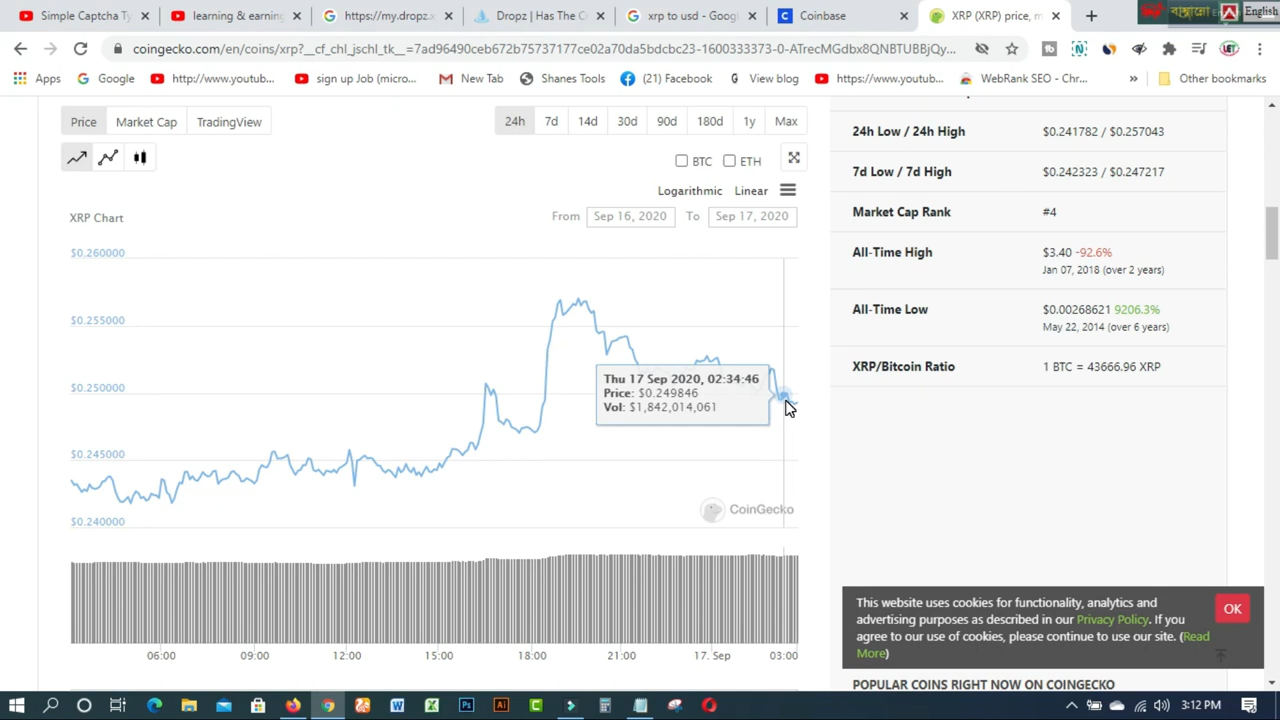 Simple Captcha Ty
learning & earning
https://my.dropz.x
xrp to usd - Goog
Coinbase
XRP (XRP) price, m
English
coingecko.com/en/coins/xrp?__cf_chl_jschl_tk__=7ad96490ceb672b75737177ce02a70da5bdcbc23-1600333373-0-ATrecMGdbx8QNBTUBBjQy...
Apps
Google
http://www.youtub...
sign up Job (micro...
New Tab
Shanes Tools
(21) Facebook
View blog
https://www.youtu...
WebRank SEO - Chr...
»
Other bookmarks
Price
Market Cap
TradingView
24h
7d
14d
30d
90d
180d
1y
Max
BTC
ETH
Logarithmic
Linear
XRP Chart
From
Sep 16, 2020
To
Sep 17, 2020
$0.260000
$0.255000
$0.250000
$0.245000
$0.240000
Thu 17 Sep 2020, 02:34:46
Price: $0.249846
Vol: $1,842,014,061
CoinGecko
06:00
09:00
12:00
15:00
18:00
21:00
17. Sep
03:00
24h Low / 24h High
$0.241782 / $0.257043
7d Low / 7d High
$0.242323 / $0.247217
Market Cap Rank
#4
All-Time High
$3.40 -92.6%
Jan 07, 2018 (over 2 years)
All-Time Low
$0.00268621 9206.3%
May 22, 2014 (over 6 years)
XRP/Bitcoin Ratio
1 BTC = 43666.96 XRP
This website uses cookies for functionality, analytics and
advertising purposes as described in our Privacy Policy. If you
agree to our use of cookies, please continue to use our site. (Read
More)
OK
POPULAR COINS RIGHT NOW ON COINGECKO
3:12 PM